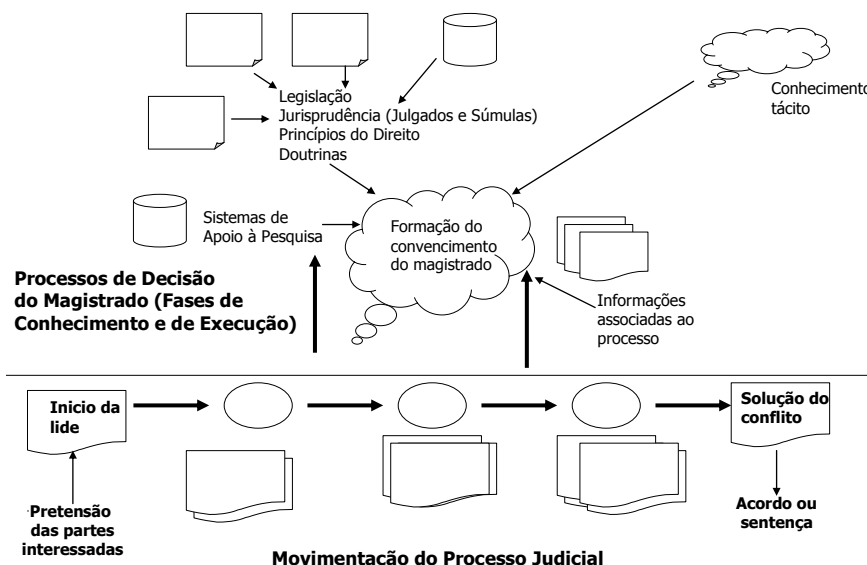 Legislação
Jurisprudência (Julgados e Súmulas)
Princípios do Direito
Doutrinas
Conhecimento
tácito
Sistemas de
Apoio à Pesquisa
Formação do
convencimento
do magistrado
Processos de Decisão
do Magistrado (Fases de
Conhecimento e de Execução)
Informações
associadas ao
processo
Inicio da
lide
Solução do
conflito
Pretensão
das partes
interessadas
Acordo ou
sentença
Movimentação do Processo Judicial